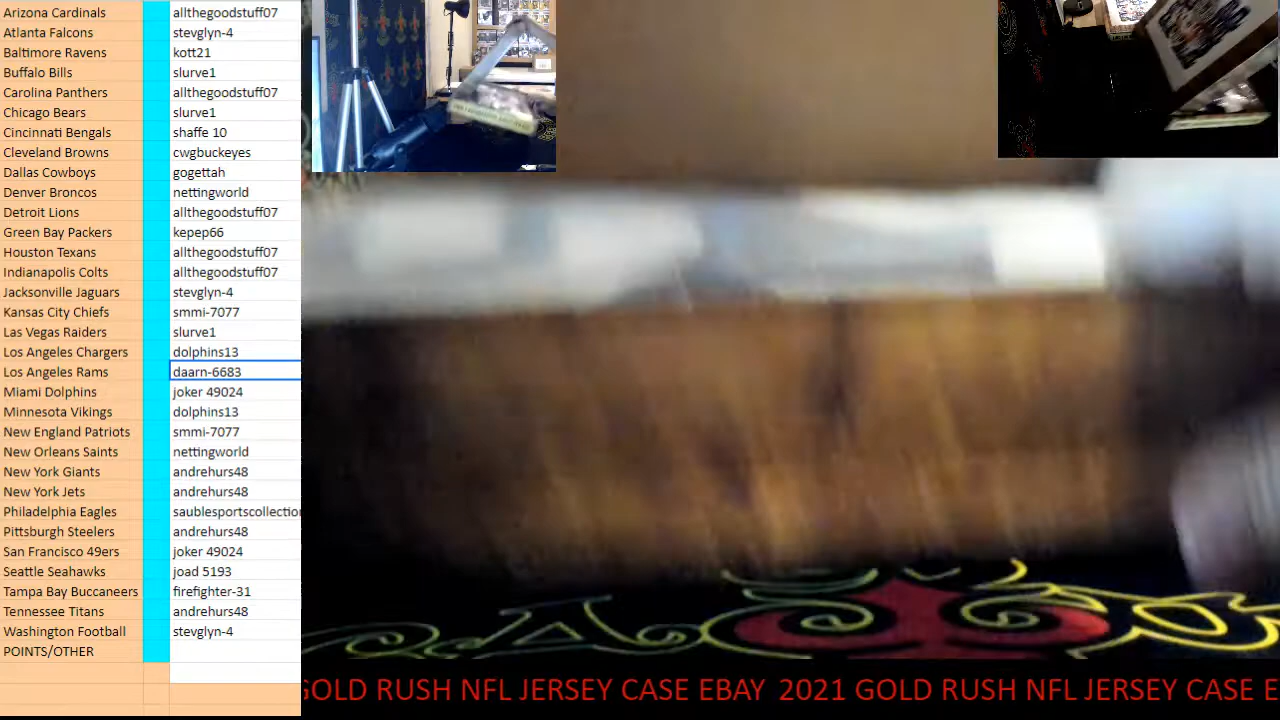 Arizona Cardinals allthegoodstuff07
Atlanta Falcons stevglyn-4
Baltimore Ravens kott21
Buffalo Bills slurve1
Carolina Panthers allthegoodstuff07
Chicago Bears slurve1
Cincinnati Bengals shaffe 10
Cleveland Browns cwgbuckeyes
Dallas Cowboys gogettah
Denver Broncos nettingworld
Detroit Lions allthegoodstuff07
Green Bay Packers kepep66
Houston Texans allthegoodstuff07
Indianapolis Colts allthegoodstuff07
Jacksonville Jaguars stevglyn-4
Kansas City Chiefs smmi-7077
Las Vegas Raiders slurve1
Los Angeles Chargers dolphins13
Los Angeles Rams daarn-6683
Miami Dolphins joker 49024
Minnesota Vikings dolphins13
New England Patriots smmi-7077
New Orleans Saints nettingworld
New York Giants andrehurs48
New York Jets andrehurs48
Philadelphia Eagles saublesportscollectio
Pittsburgh Steelers andrehurs48
San Francisco 49ers joker 49024
Seattle Seahawks joad 5193
Tampa Bay Buccaneers firefighter-31
Tennessee Titans andrehurs48
Washington Football stevglyn-4
POINTS/OTHER
GOLD RUSH NFL JERSEY CASE EBAY 2021 GOLD RUSH NFL JERSEY CASE E